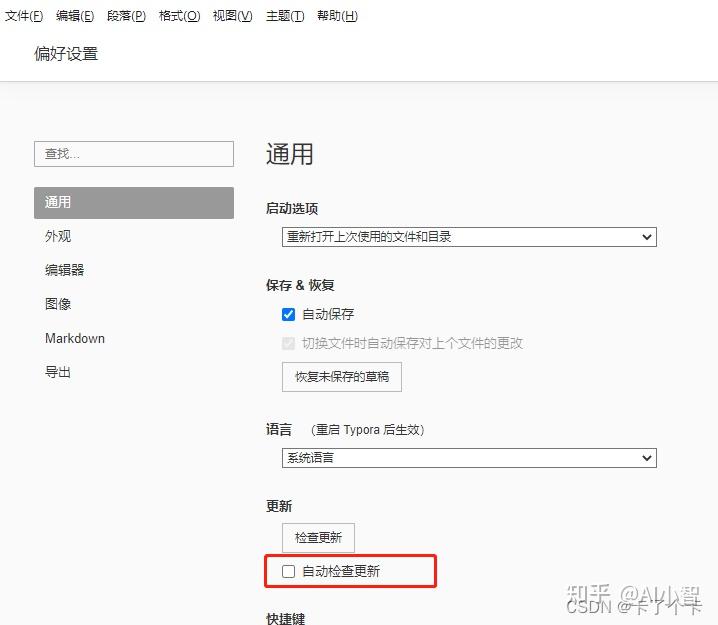 文件(F) 编辑(E) 段落(P) 格式(O) 视图(V) 主题(T) 帮助(H)
偏好设置
查找...
通用
外观
编辑器
图像
Markdown
导出
通用
启动选项
重新打开上次使用的文件和目录
保存 & 恢复
自动保存
切换文件时自动保存对上个文件的更改
恢复未保存的草稿
语言 (重启 Typora 后生效)
系统语言
更新
检查更新
自动检查更新
快捷键
知乎 @AI小智
CSDN @卡了个卡